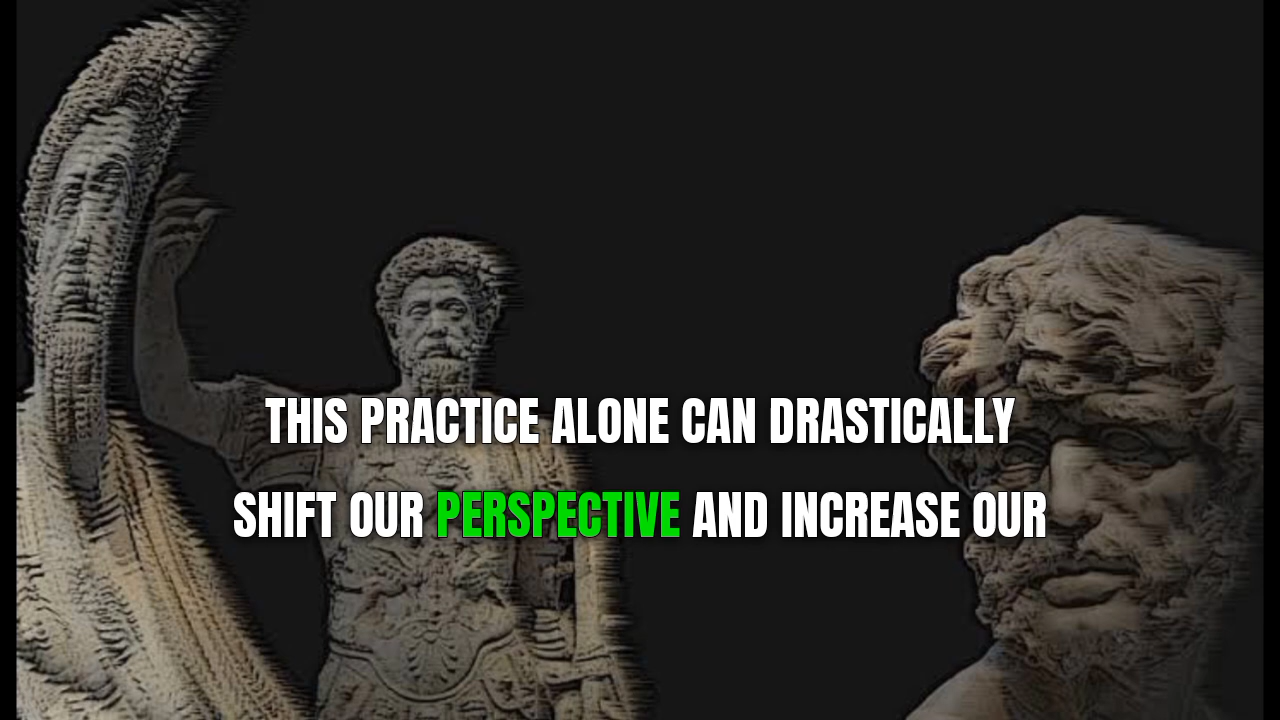 THIS PRACTICE ALONE CAN DRASTICALLY
SHIFT OUR PERSPECTIVE AND INCREASE OUR